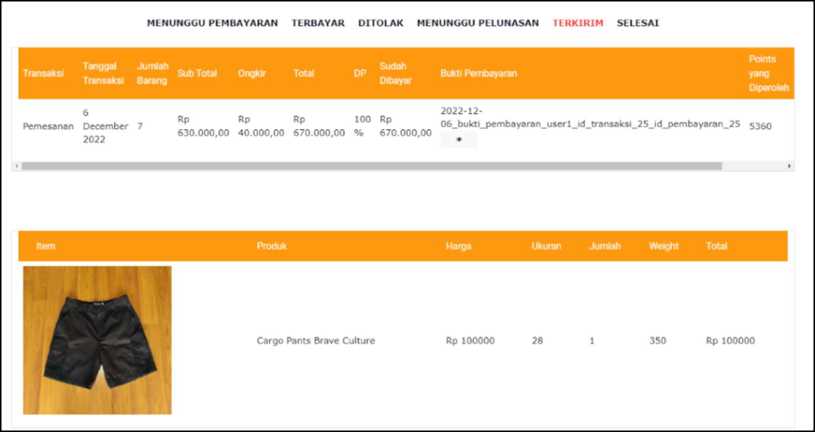 MENUNGGU PEMBAYARAN TERBAYAR DITOLAK MENUNGGU PELUNASAN TERKIRIM SELESAI
Transaksi Tanggal Transaksi Jumlah Barang Sub Total Ongkir Total DP Sudah Dibayar Bukti Pembayaran Points yang Diperoleh
Pemesanan 6 December 2022 7 Rp 630.000,00 Rp 40.000,00 Rp 670.000,00 100 % Rp 670.000,00 2022-12-06_bukti_pembayaran_user1_id_transaksi_25_id_pembayaran_25 5360
Item Produk Harga Ukuran Jumlah Weight Total
Cargo Pants Brave Culture Rp 100000 28 1 350 Rp 100000